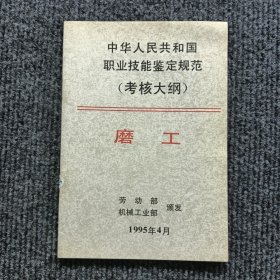 中华人民共和国
职业技能鉴定规范
（考核大纲）
磨工
劳动部
机械工业部 颁发
1995年4月